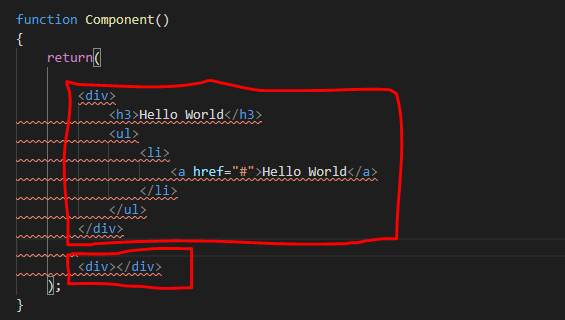 function Component()
{
return(
<div>
<h3>Hello World</h3>
<ul>
<li>
<a href="#">Hello World</a>
</li>
</ul>
</div>
<div></div>
);
}